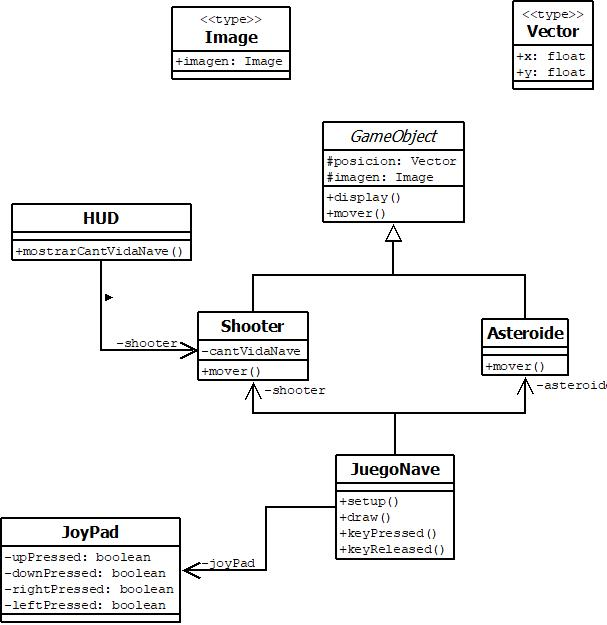 <<type>>
Image
+imagen: Image
<<type>>
Vector
+x: float
+y: float
GameObject
#posicion: Vector
#imagen: Image
+display()
+mover()
HUD
+mostrarCantVidaNave()
-shooter
Shooter
-cantVidaNave
+mover()
Asteroide
+mover()
-shooter
-asteroide
JuegoNave
+setup()
+draw()
+keyPressed()
+keyReleased()
JoyPad
-upPressed: boolean
-downPressed: boolean
-rightPressed: boolean
-leftPressed: boolean
-joyPad